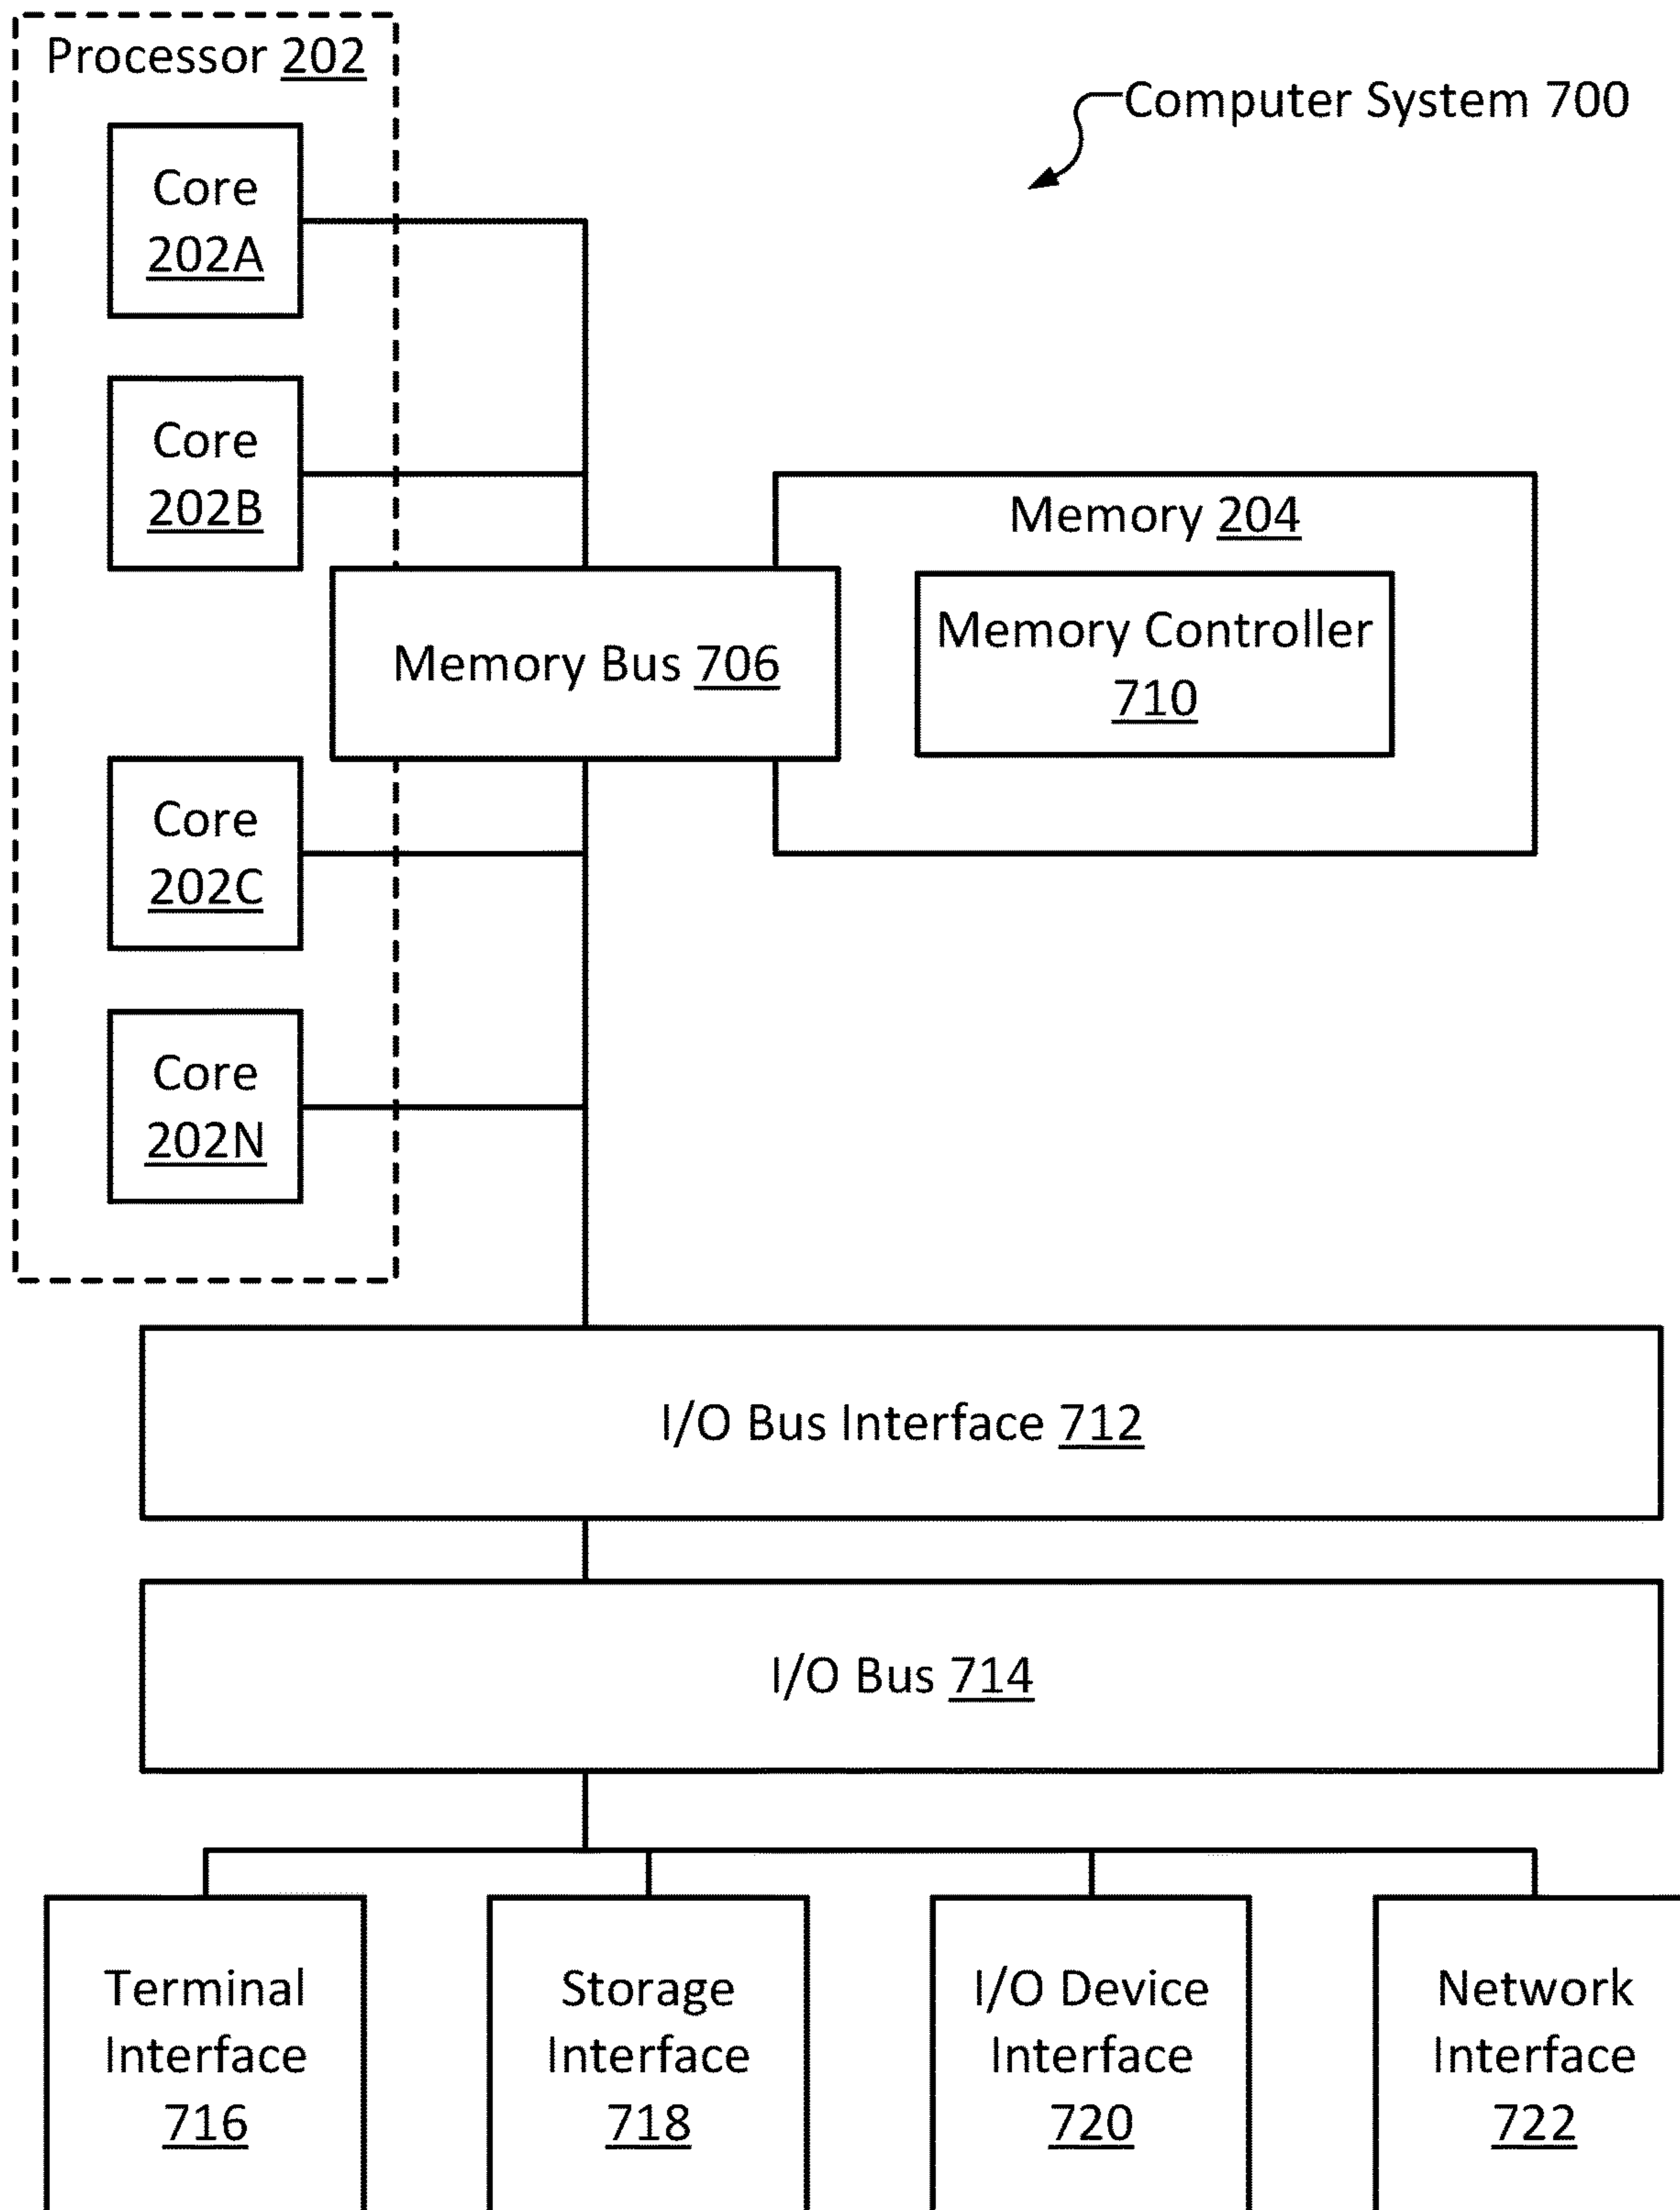 Processor 202
Computer System 700
Core
202A
Core
202B
Memory 204
Memory Controller
710
Memory Bus 706
Core
202C
Core
202N
I/O Bus Interface 712
I/O Bus 714
Terminal
Interface
716
Storage
Interface
718
I/O Device
Interface
720
Network
Interface
722